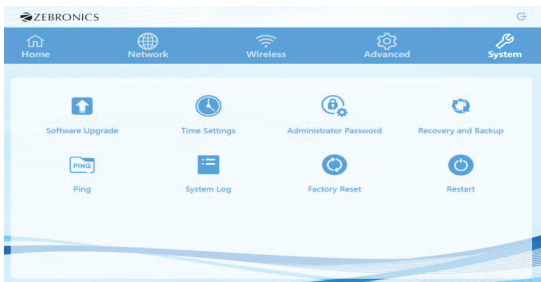 ZEBRONICS
Home Network Wireless Advanced System
Software Upgrade Time Settings Administrator Password Recovery and Backup
PING
Ping System Log Factory Reset Restart